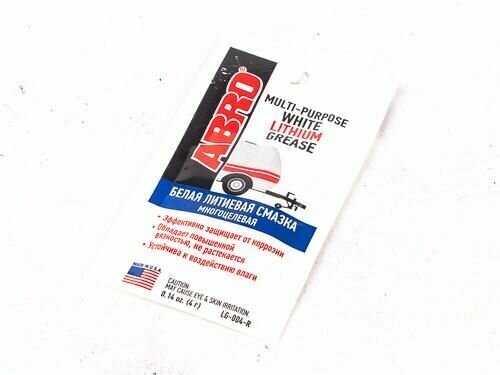 ABRO
MULTI-PURPOSE
WHITE
LITHIUM
GREASE
БЕЛАЯ ЛИТИЕВАЯ СМАЗКА
МНОГОЦЕЛЕВАЯ
• Эффективно защищает от коррозии
• Обладает повышенной
вязкостью, не растекается
• Устойчива к воздействию влаги
MADE IN U.S.A.
CAUTION:
MAY CAUSE EYE & SKIN IRRITATION.
0.14 oz. (4 г) LG-004-R